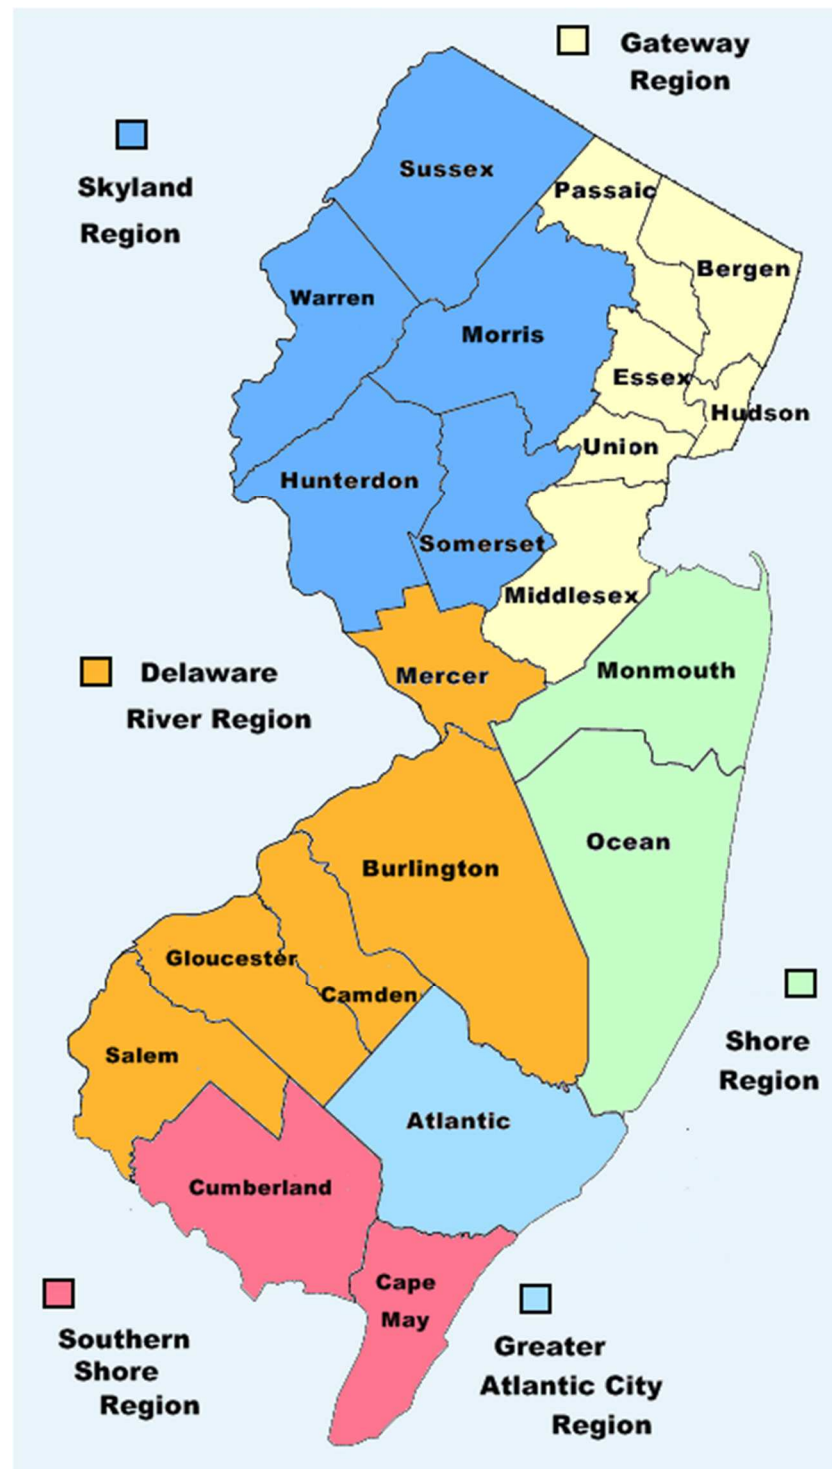 Gateway
Region
Skyland
Region
Sussex
Passaic
Bergen
Warren
Morris
Essex
Hudson
Union
Hunterdon
Somerset
Middlesex
Delaware
River Region
Mercer
Monmouth
Ocean
Burlington
Gloucester
Camden
Salem
Shore
Region
Atlantic
Cumberland
Cape
May
Southern
Shore
Region
Greater
Atlantic City
Region